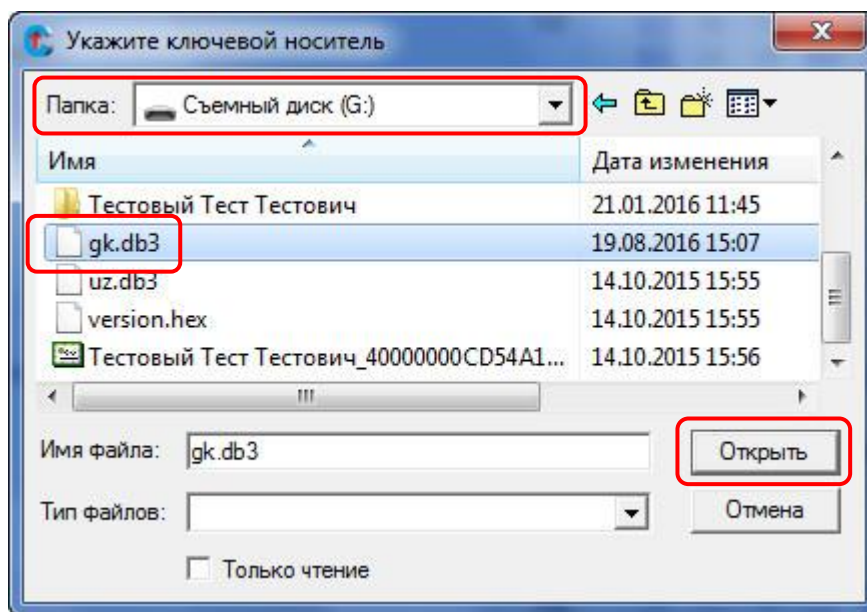 Укажите ключевой носитель
Папка: Съемный диск (G:)
Имя Дата изменения
Тестовый Тест Тестович 21.01.2016 11:45
gk.db3 19.08.2016 15:07
uz.db3 14.10.2015 15:55
version.hex 14.10.2015 15:55
Тестовый Тест Тестович_40000000CD54A1... 14.10.2015 15:56
Имя файла: gk.db3 Открыть
Тип файлов: Отмена
Только чтение